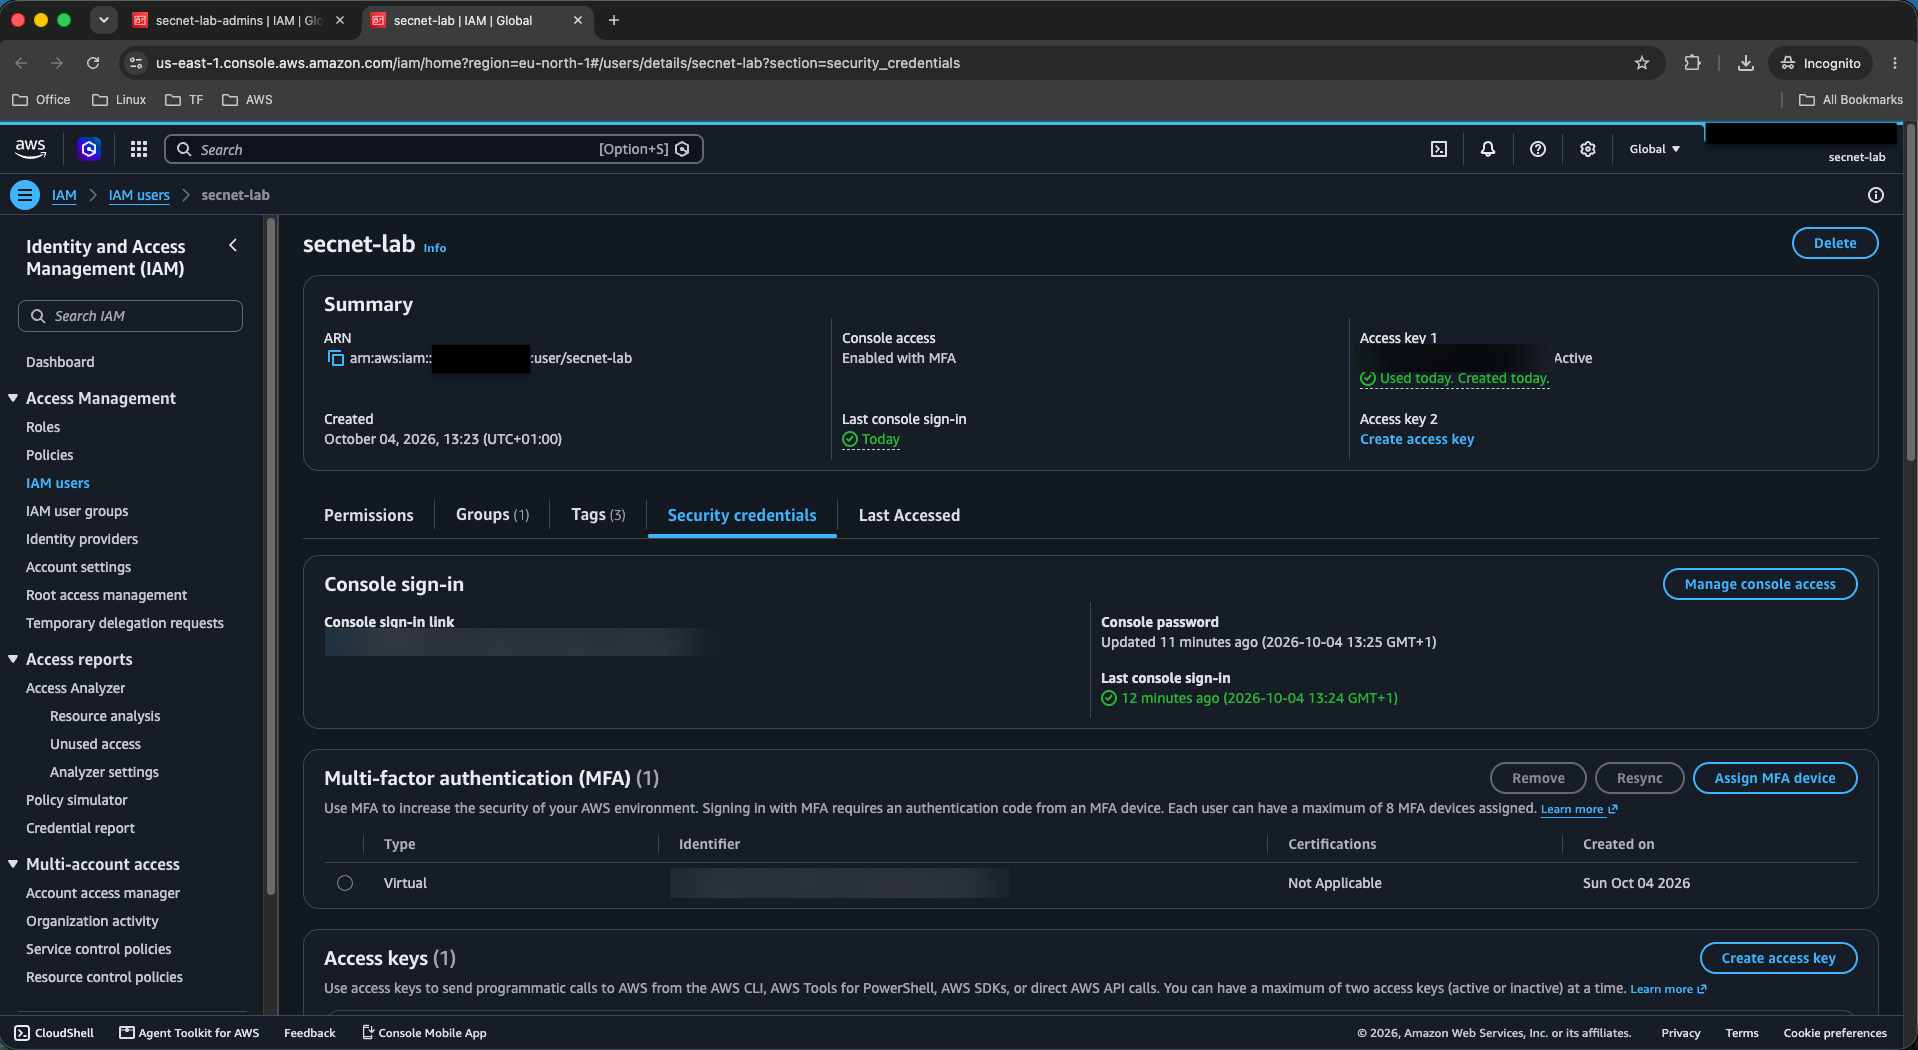 secnet-lab-admins | IAM | Glo
secnet-lab | IAM | Global
us-east-1.console.aws.amazon.com/iam/home?region=eu-north-1#/users/details/secnet-lab?section=security_credentials
Incognito
Office
Linux
TF
AWS
All Bookmarks
aws
Search
[Option+S]
Global
secnet-lab
IAM
IAM users
secnet-lab
Identity and Access
Management (IAM)
Search IAM
Dashboard
Access Management
Roles
Policies
IAM users
IAM user groups
Identity providers
Account settings
Root access management
Temporary delegation requests
Access reports
Access Analyzer
Resource analysis
Unused access
Analyzer settings
Policy simulator
Credential report
Multi-account access
Account access manager
Organization activity
Service control policies
Resource control policies
secnet-lab Info
Delete
Summary
ARN
arn:aws:iam:: :user/secnet-lab
Created
October 04, 2026, 13:23 (UTC+01:00)
Console access
Enabled with MFA
Last console sign-in
Today
Access key 1
Active
Used today. Created today.
Access key 2
Create access key
Permissions
Groups (1)
Tags (3)
Security credentials
Last Accessed
Console sign-in
Manage console access
Console sign-in link
Console password
Updated 11 minutes ago (2026-10-04 13:25 GMT+1)
Last console sign-in
12 minutes ago (2026-10-04 13:24 GMT+1)
Multi-factor authentication (MFA) (1)
Remove
Resync
Assign MFA device
Use MFA to increase the security of your AWS environment. Signing in with MFA requires an authentication code from an MFA device. Each user can have a maximum of 8 MFA devices assigned. Learn more
Type
Identifier
Certifications
Created on
Virtual
Not Applicable
Sun Oct 04 2026
Access keys (1)
Create access key
Use access keys to send programmatic calls to AWS from the AWS CLI, AWS Tools for PowerShell, AWS SDKs, or direct AWS API calls. You can have a maximum of two access keys (active or inactive) at a time. Learn more
CloudShell
Agent Toolkit for AWS
Feedback
Console Mobile App
© 2026, Amazon Web Services, Inc. or its affiliates.
Privacy
Terms
Cookie preferences